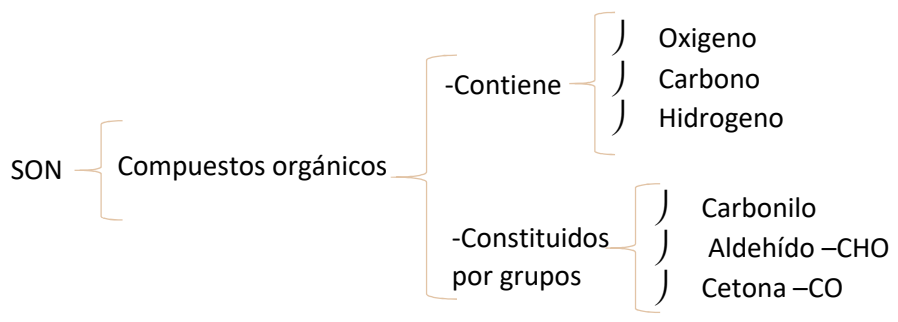 SON
Compuestos orgánicos
-Contiene
Oxigeno
Carbono
Hidrogeno
-Constituidos
por grupos
Carbonilo
Aldehído –CHO
Cetona –CO